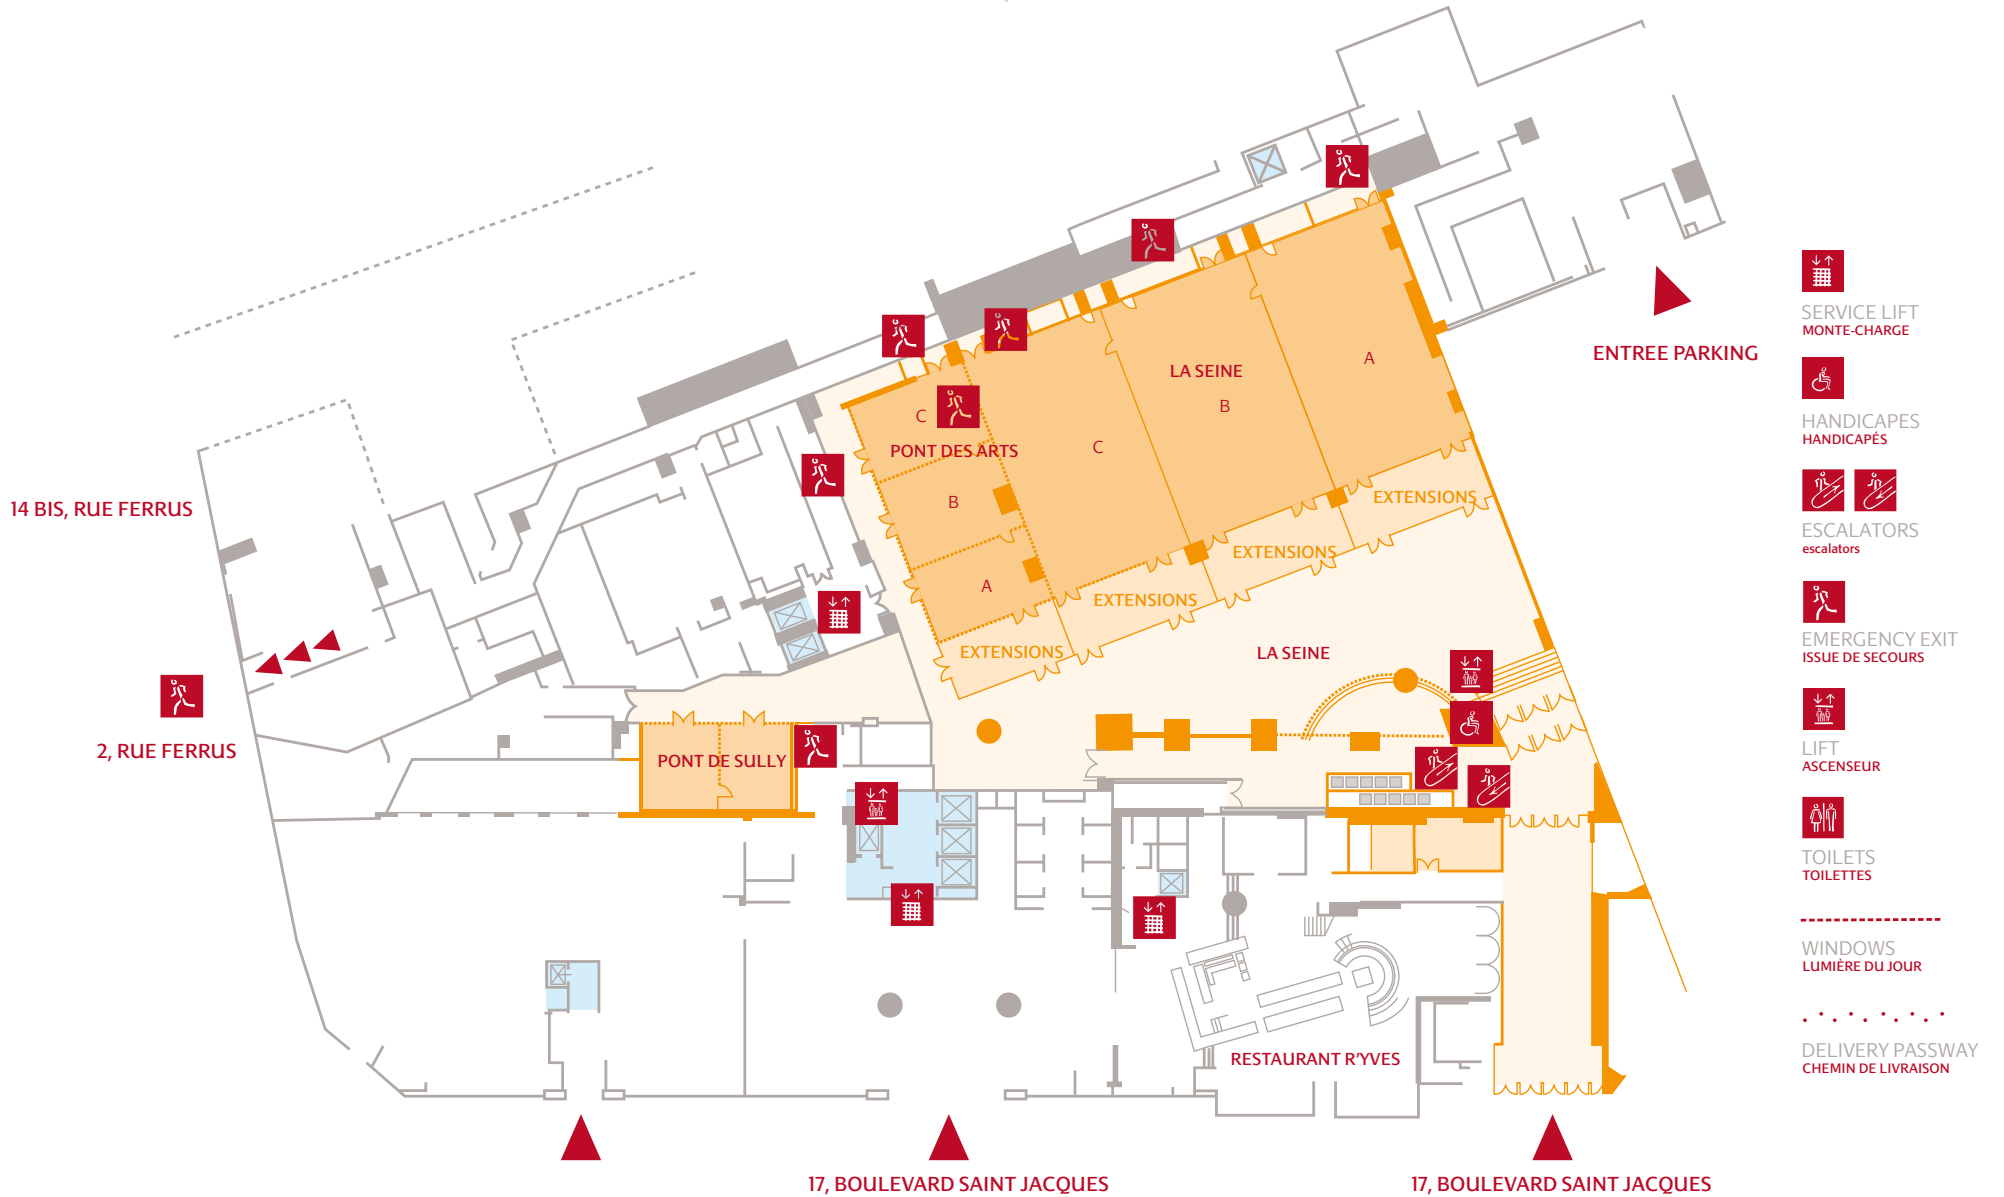 ENTREE PARKING
LA SEINE
A
B
C
C
PONT DES ARTS
B
A
EXTENSIONS
EXTENSIONS
EXTENSIONS
EXTENSIONS
LA SEINE
14 BIS, RUE FERRUS
2, RUE FERRUS
PONT DE SULLY
RESTAURANT R'YVES
17, BOULEVARD SAINT JACQUES
17, BOULEVARD SAINT JACQUES
SERVICE LIFT
MONTE-CHARGE
HANDICAPES
HANDICAPÉS
ESCALATORS
escalators
EMERGENCY EXIT
ISSUE DE SECOURS
LIFT
ASCENSEUR
TOILETS
TOILETTES
WINDOWS
LUMIÈRE DU JOUR
DELIVERY PASSWAY
CHEMIN DE LIVRAISON